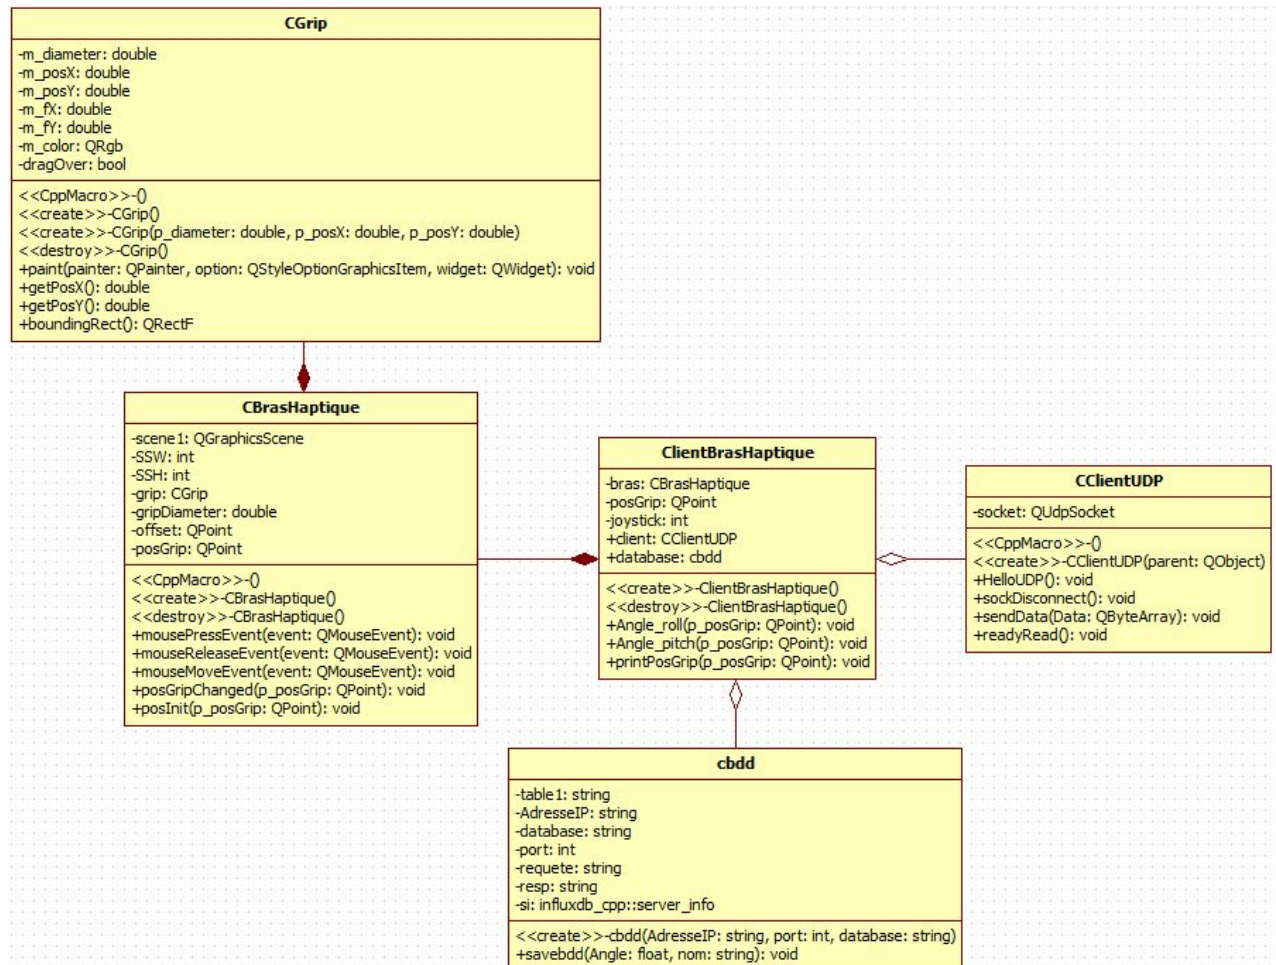 CGrip
-m_diameter: double
-m_posX: double
-m_posY: double
-m_fX: double
-m_fY: double
-m_color: QRgb
-dragOver: bool
<<CppMacro>>-()
<<create>>-CGrip()
<<create>>-CGrip(p_diameter: double, p_posX: double, p_posY: double)
<<destroy>>-CGrip()
+paint(painter: QPainter, option: QStyleOptionGraphicsItem, widget: QWidget): void
+getPosX(): double
+getPosY(): double
+boundingRect(): QRectF
CBrasHaptique
-scene1: QGraphicsScene
-SSW: int
-SSH: int
-grip: CGrip
-gripDiameter: double
-offset: QPoint
-posGrip: QPoint
<<CppMacro>>-()
<<create>>-CBrasHaptique()
<<destroy>>-CBrasHaptique()
+mousePressEvent(event: QMouseEvent): void
+mouseReleaseEvent(event: QMouseEvent): void
+mouseMoveEvent(event: QMouseEvent): void
+posGripChanged(p_posGrip: QPoint): void
+posInit(p_posGrip: QPoint): void
ClientBrasHaptique
-bras: CBrasHaptique
-posGrip: QPoint
-joystick: int
+client: CClientUDP
+database: cbdd
<<create>>-ClientBrasHaptique()
<<destroy>>-ClientBrasHaptique()
+Angle_roll(p_posGrip: QPoint): void
+Angle_pitch(p_posGrip: QPoint): void
+printPosGrip(p_posGrip: QPoint): void
CClientUDP
-socket: QUdpSocket
<<CppMacro>>-()
<<create>>-CClientUDP(parent: QObject)
+HelloUDP(): void
+sockDisconnect(): void
+sendData(Data: QByteArray): void
+readyRead(): void
cbdd
-table1: string
-AdresseIP: string
-database: string
-port: int
-requete: string
-resp: string
-si: influxdb_cpp::server_info
<<create>>-cbdd(AdresseIP: string, port: int, database: string)
+savebdd(Angle: float, nom: string): void